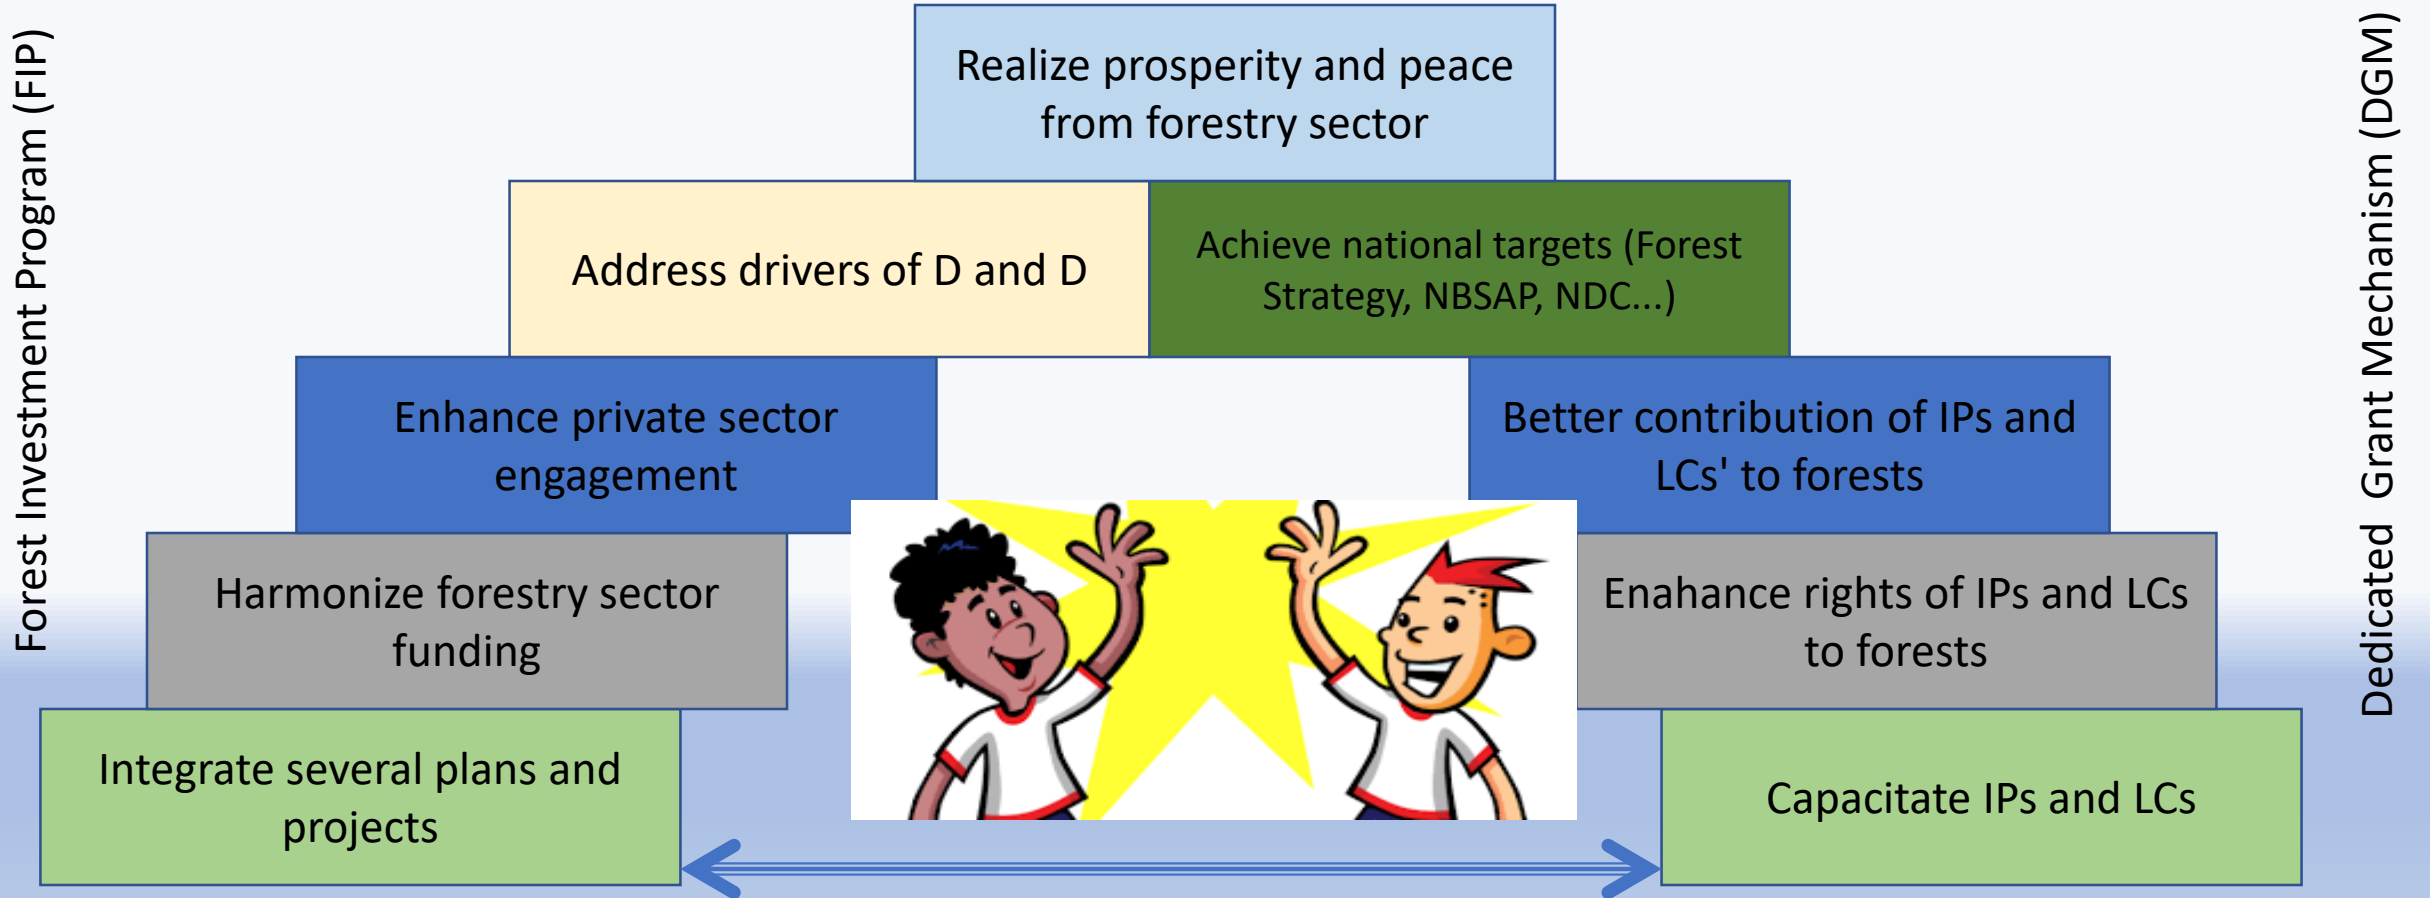 Forest Investment Program (FIP)
Realize prosperity and peace
from forestry sector
Address drivers of D and D
Achieve national targets (Forest
Strategy, NBSAP, NDC...)
Enhance private sector
engagement
Better contribution of IPs and
LCs' to forests
Harmonize forestry sector
funding
Enahance rights of IPs and LCs
to forests
Integrate several plans and
projects
Capacitate IPs and LCs
Dedicated  Grant Mechanism (DGM)